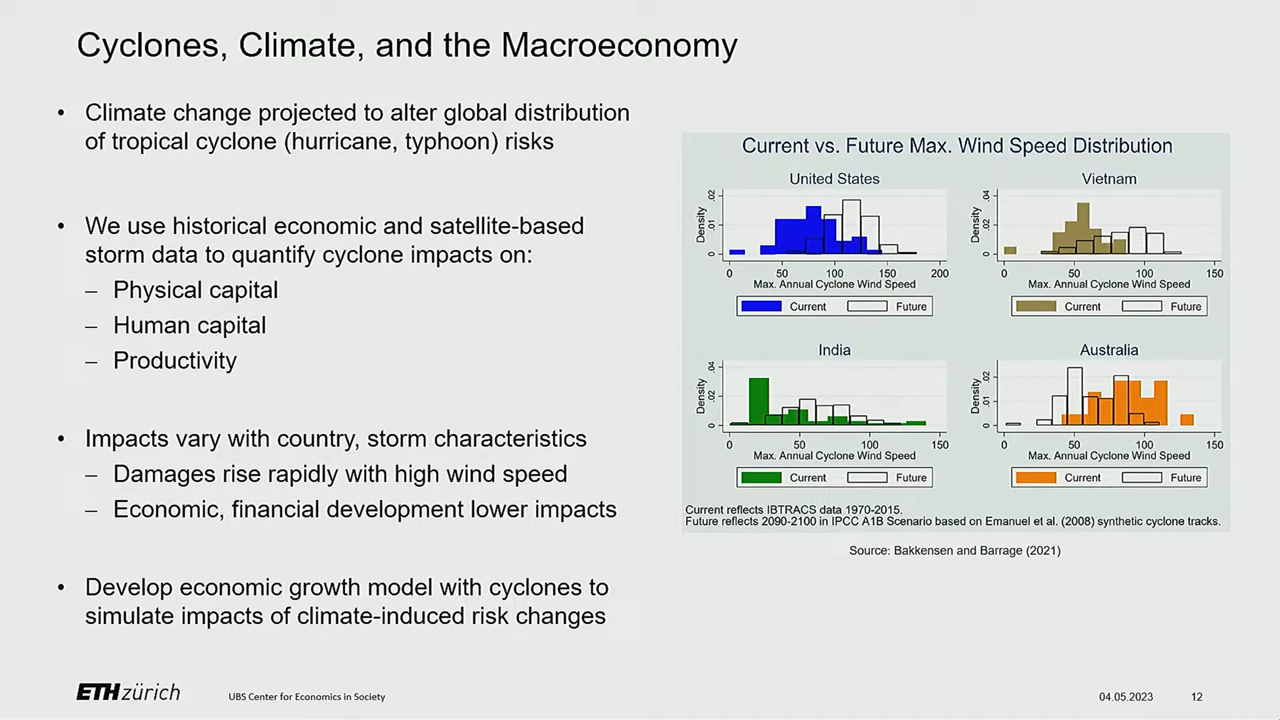 Cyclones, Climate, and the Macroeconomy
• Climate change projected to alter global distribution
of tropical cyclone (hurricane, typhoon) risks
• We use historical economic and satellite-based
storm data to quantify cyclone impacts on:
– Physical capital
– Human capital
– Productivity
• Impacts vary with country, storm characteristics
– Damages rise rapidly with high wind speed
– Economic, financial development lower impacts
• Develop economic growth model with cyclones to
simulate impacts of climate-induced risk changes
Current vs. Future Max. Wind Speed Distribution
United States
Density
0 .01 .02
0 50 100 150 200
Max. Annual Cyclone Wind Speed
Current Future
Vietnam
Density
0 .02 .04
0 50 100 150
Max. Annual Cyclone Wind Speed
Current Future
India
Density
0 .02 .04
0 50 100 150
Max. Annual Cyclone Wind Speed
Current Future
Australia
Density
0 .01 .02
0 50 100 150
Max. Annual Cyclone Wind Speed
Current Future
Current reflects IBTRACS data 1970-2015.
Future reflects 2090-2100 in IPCC A1B Scenario based on Emanuel et al. (2008) synthetic cyclone tracks.
Source: Bakkensen and Barrage (2021)
ETH zürich
UBS Center for Economics in Society
04.05.2023
12